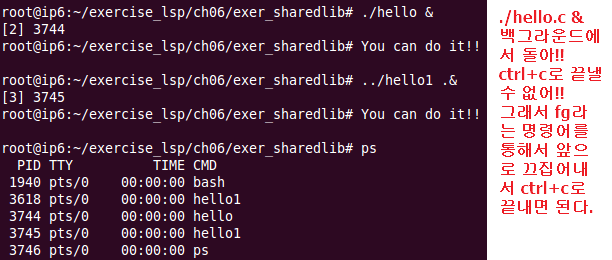 root@ip6:~/exercise_lsp/ch06/exer_sharedlib# ./hello &
[2] 3744
root@ip6:~/exercise_lsp/ch06/exer_sharedlib# You can do it!!
root@ip6:~/exercise_lsp/ch06/exer_sharedlib# ../hello1 .&
[3] 3745
root@ip6:~/exercise_lsp/ch06/exer_sharedlib# You can do it!!
root@ip6:~/exercise_lsp/ch06/exer_sharedlib# ps
PID TTY TIME CMD
1940 pts/0 00:00:00 bash
3618 pts/0 00:00:00 hello1
3744 pts/0 00:00:00 hello
3745 pts/0 00:00:00 hello1
3746 pts/0 00:00:00 ps
./hello.c &
백그라운드에
서 돌아!!
ctrl+c로 끝낼
수 없어!!
그래서 fg라
는 명령어를
통해서 앞으
로 끄집어내
서 ctrl+c로
끝내면 된다.